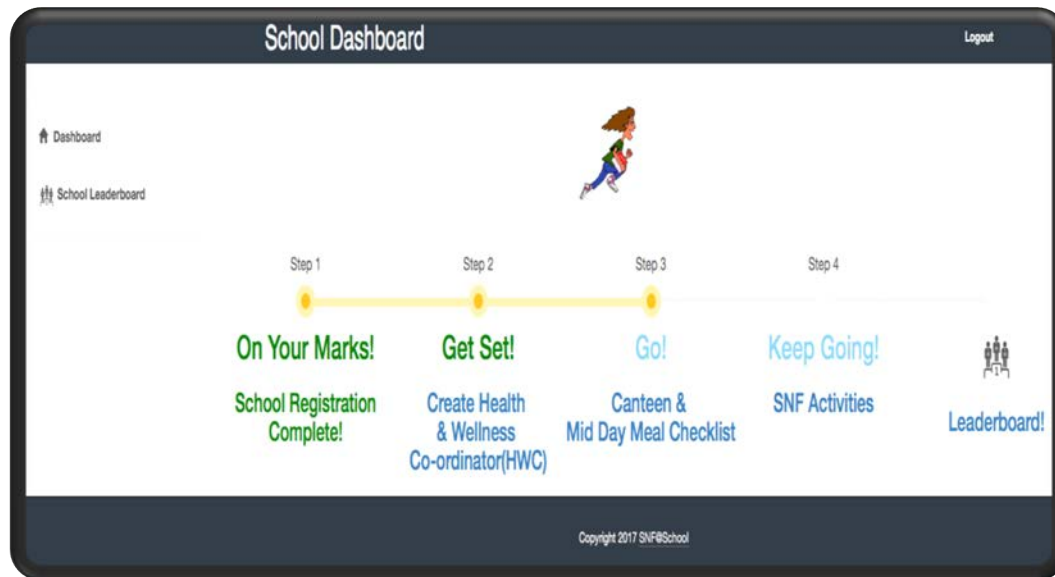 School Dashboard
Logout
Dashboard
School Leaderboard
Step 1
Step 2
Step 3
Step 4
On Your Marks!
Get Set!
Go!
Keep Going!
School Registration
Complete!
Create Health
& Wellness
Co-ordinator(HWC)
Canteen &
Mid Day Meal Checklist
SNF Activities
1
Leaderboard!
Copyright 2017 SNF@School